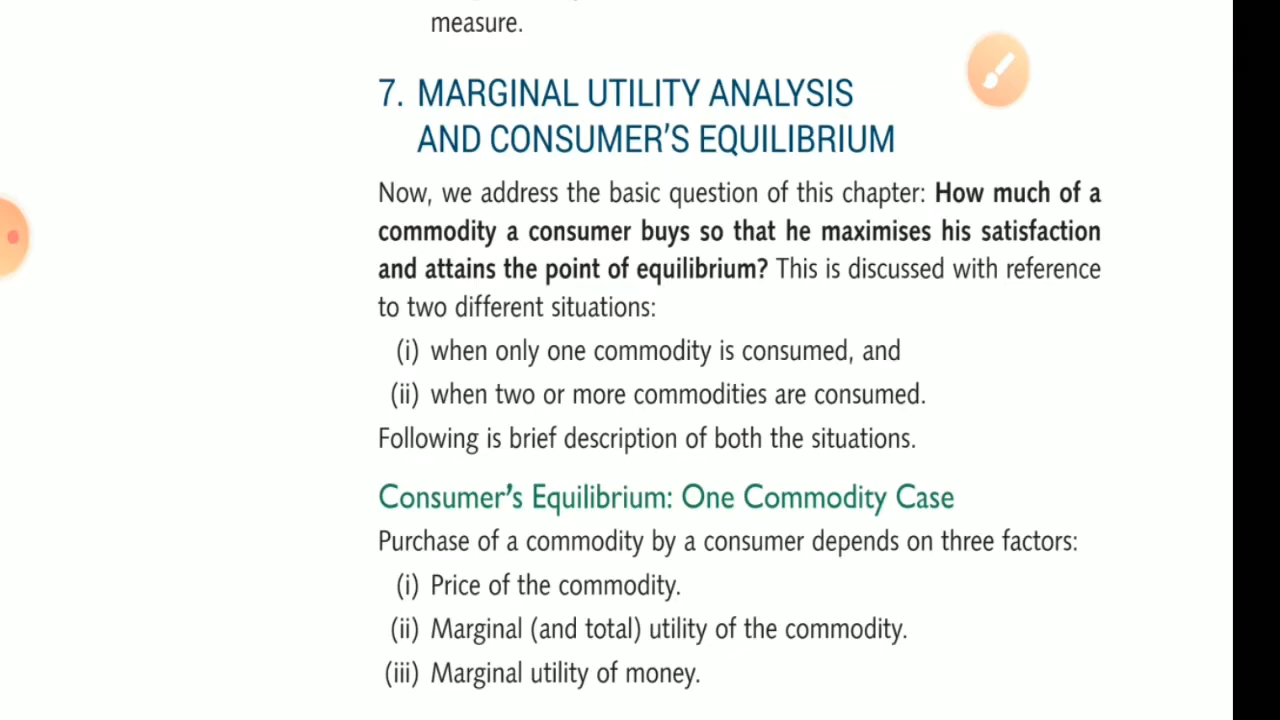 measure.
7. MARGINAL UTILITY ANALYSIS
AND CONSUMER'S EQUILIBRIUM
Now, we address the basic question of this chapter: How much of a
commodity a consumer buys so that he maximises his satisfaction
and attains the point of equilibrium? This is discussed with reference
to two different situations:
(i) when only one commodity is consumed, and
(ii) when two or more commodities are consumed.
Following is brief description of both the situations.
Consumer's Equilibrium: One Commodity Case
Purchase of a commodity by a consumer depends on three factors:
(i) Price of the commodity.
(ii) Marginal (and total) utility of the commodity.
(iii) Marginal utility of money.